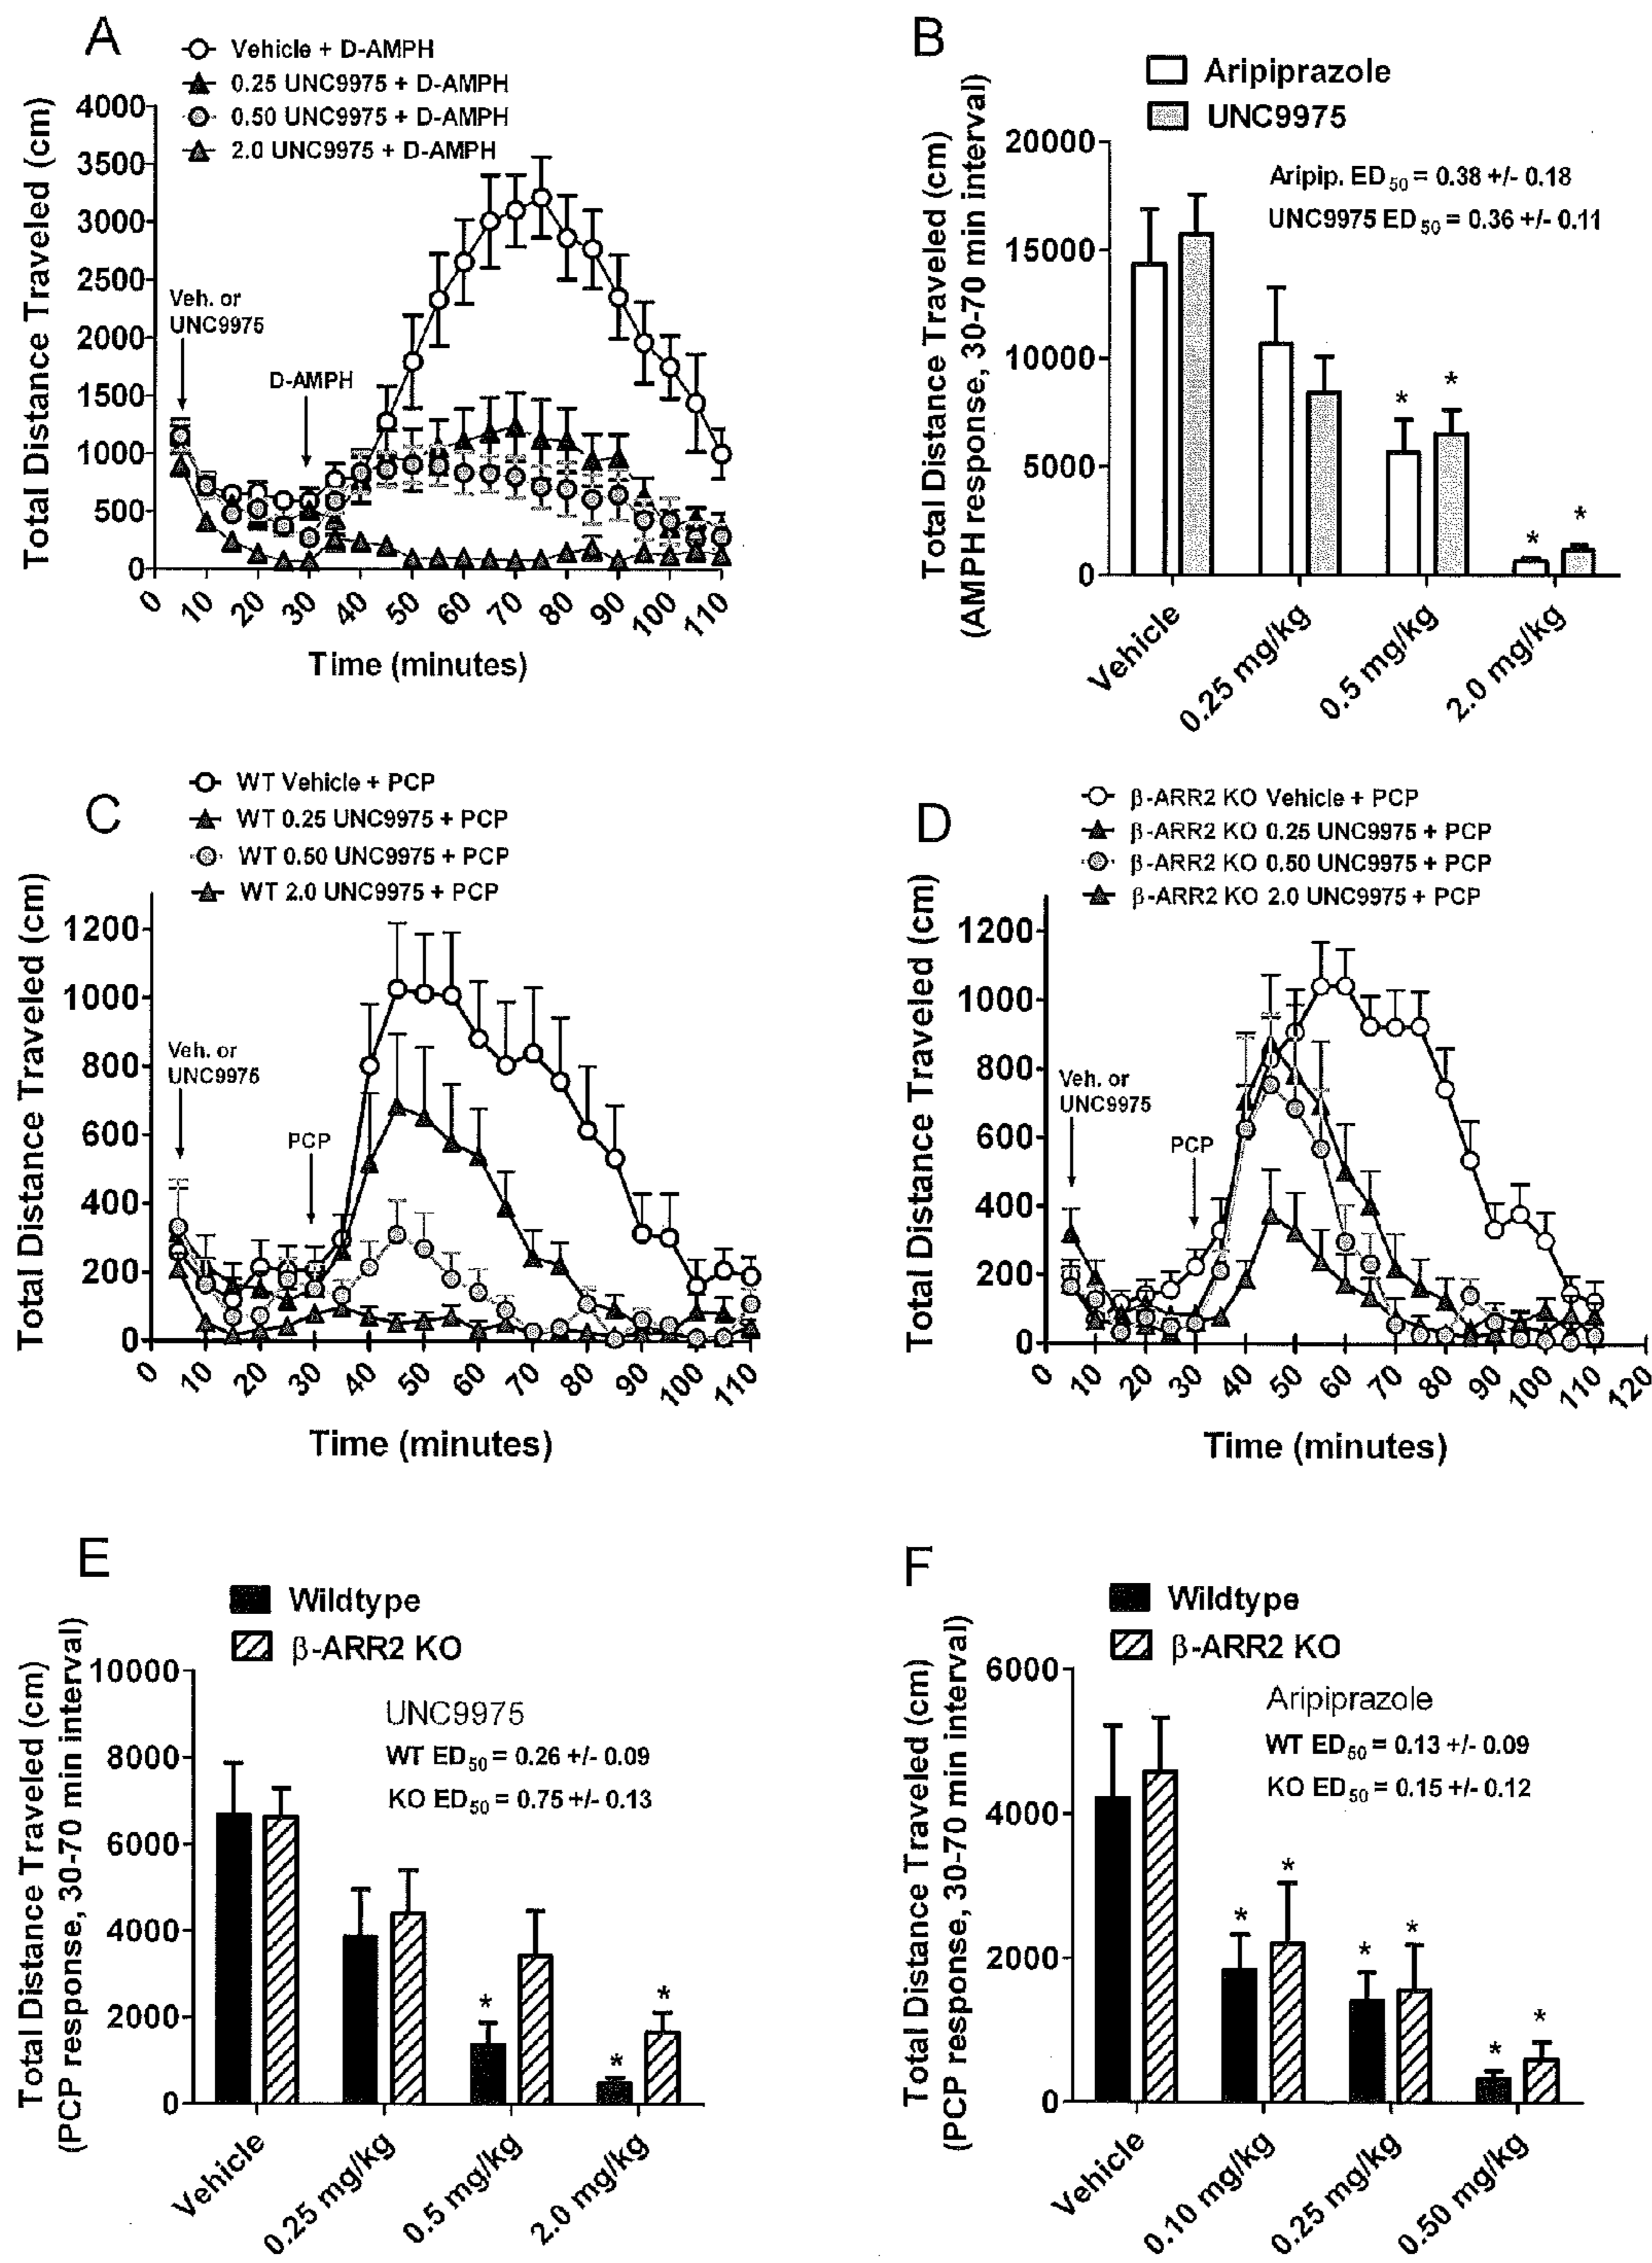 A
Vehicle + D-AMPH
0.25 UNC9975 + D-AMPH
0.50 UNC9975 + D-AMPH
2.0 UNC9975 + D-AMPH
Total Distance Traveled (cm)
4000
3500
3000
2500
2000
1500
1000
500
0
Veh. or
UNC9975
D-AMPH
0 10 20 30 40 50 60 70 80 90 100 110
Time (minutes)
B
Aripiprazole
UNC9975
Total Distance Traveled (cm)
(AMPH response, 30-70 min interval)
20000
15000
10000
5000
0
Aripip. ED50 = 0.38 +/- 0.18
UNC9975 ED50 = 0.36 +/- 0.11
* *
* *
Vehicle 0.25 mg/kg 0.5 mg/kg 2.0 mg/kg
C
WT Vehicle + PCP
WT 0.25 UNC9975 + PCP
WT 0.50 UNC9975 + PCP
WT 2.0 UNC9975 + PCP
Total Distance Traveled (cm)
1200
1000
800
600
400
200
0
Veh. or
UNC9975
PCP
0 10 20 30 40 50 60 70 80 90 100 110
Time (minutes)
D
β-ARR2 KO Vehicle + PCP
β-ARR2 KO 0.25 UNC9975 + PCP
β-ARR2 KO 0.50 UNC9975 + PCP
β-ARR2 KO 2.0 UNC9975 + PCP
Total Distance Traveled (cm)
1200
1000
800
600
400
200
0
Veh. or
UNC9975
PCP
0 10 20 30 40 50 60 70 80 90 100 110 120
Time (minutes)
E
Wildtype
β-ARR2 KO
Total Distance Traveled (cm)
(PCP response, 30-70 min interval)
10000
8000
6000
4000
2000
0
UNC9975
WT ED50 = 0.26 +/- 0.09
KO ED50 = 0.75 +/- 0.13
*
* *
Vehicle 0.25 mg/kg 0.5 mg/kg 2.0 mg/kg
F
Wildtype
β-ARR2 KO
Total Distance Traveled (cm)
(PCP response, 30-70 min interval)
6000
4000
2000
0
Aripiprazole
WT ED50 = 0.13 +/- 0.09
KO ED50 = 0.15 +/- 0.12
* *
* *
* *
Vehicle 0.10 mg/kg 0.25 mg/kg 0.50 mg/kg